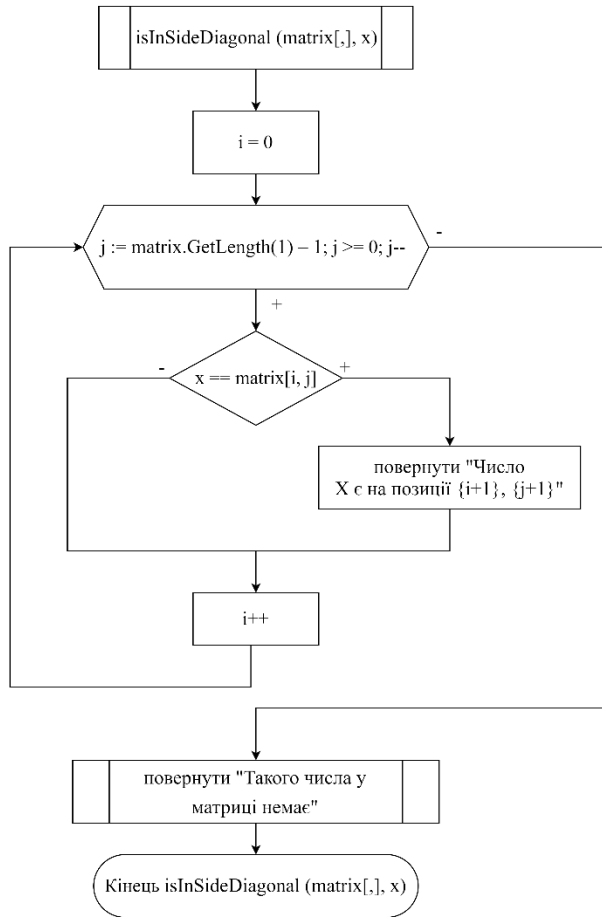 isInSideDiagonal (matrix[,], x)
i = 0
j := matrix.GetLength(1) – 1; j >= 0; j--
-
+
x == matrix[i, j]
-
+
повернути "Число
X є на позиції {i+1}, {j+1}"
i++
повернути "Такого числа у
матриці немає"
Кінець isInSideDiagonal (matrix[,], x)